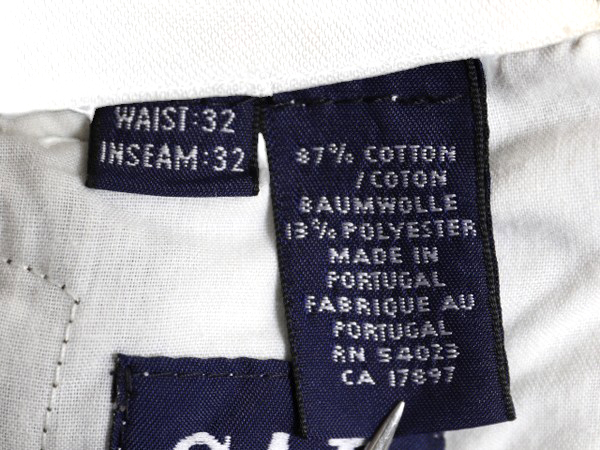 WAIST:32
INSEAM:32
87% COTTON
/COTON
BAUMWOLLE
13% POLYESTER
MADE IN
PORTUGAL
FABRIQUE AU
PORTUGAL
RN 54023
CA 17897